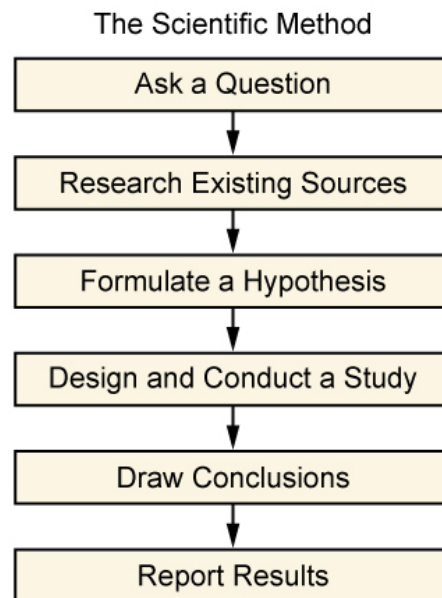 The Scientific Method
Ask a Question
Research Existing Sources
Formulate a Hypothesis
Design and Conduct a Study
Draw Conclusions
Report Results